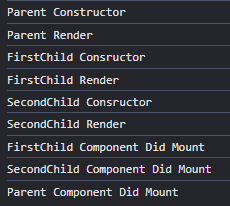 Parent Constructor
Parent Render
FirstChild Consructor
FirstChild Render
SecondChild Consructor
SecondChild Render
FirstChild Component Did Mount
SecondChild Component Did Mount
Parent Component Did Mount